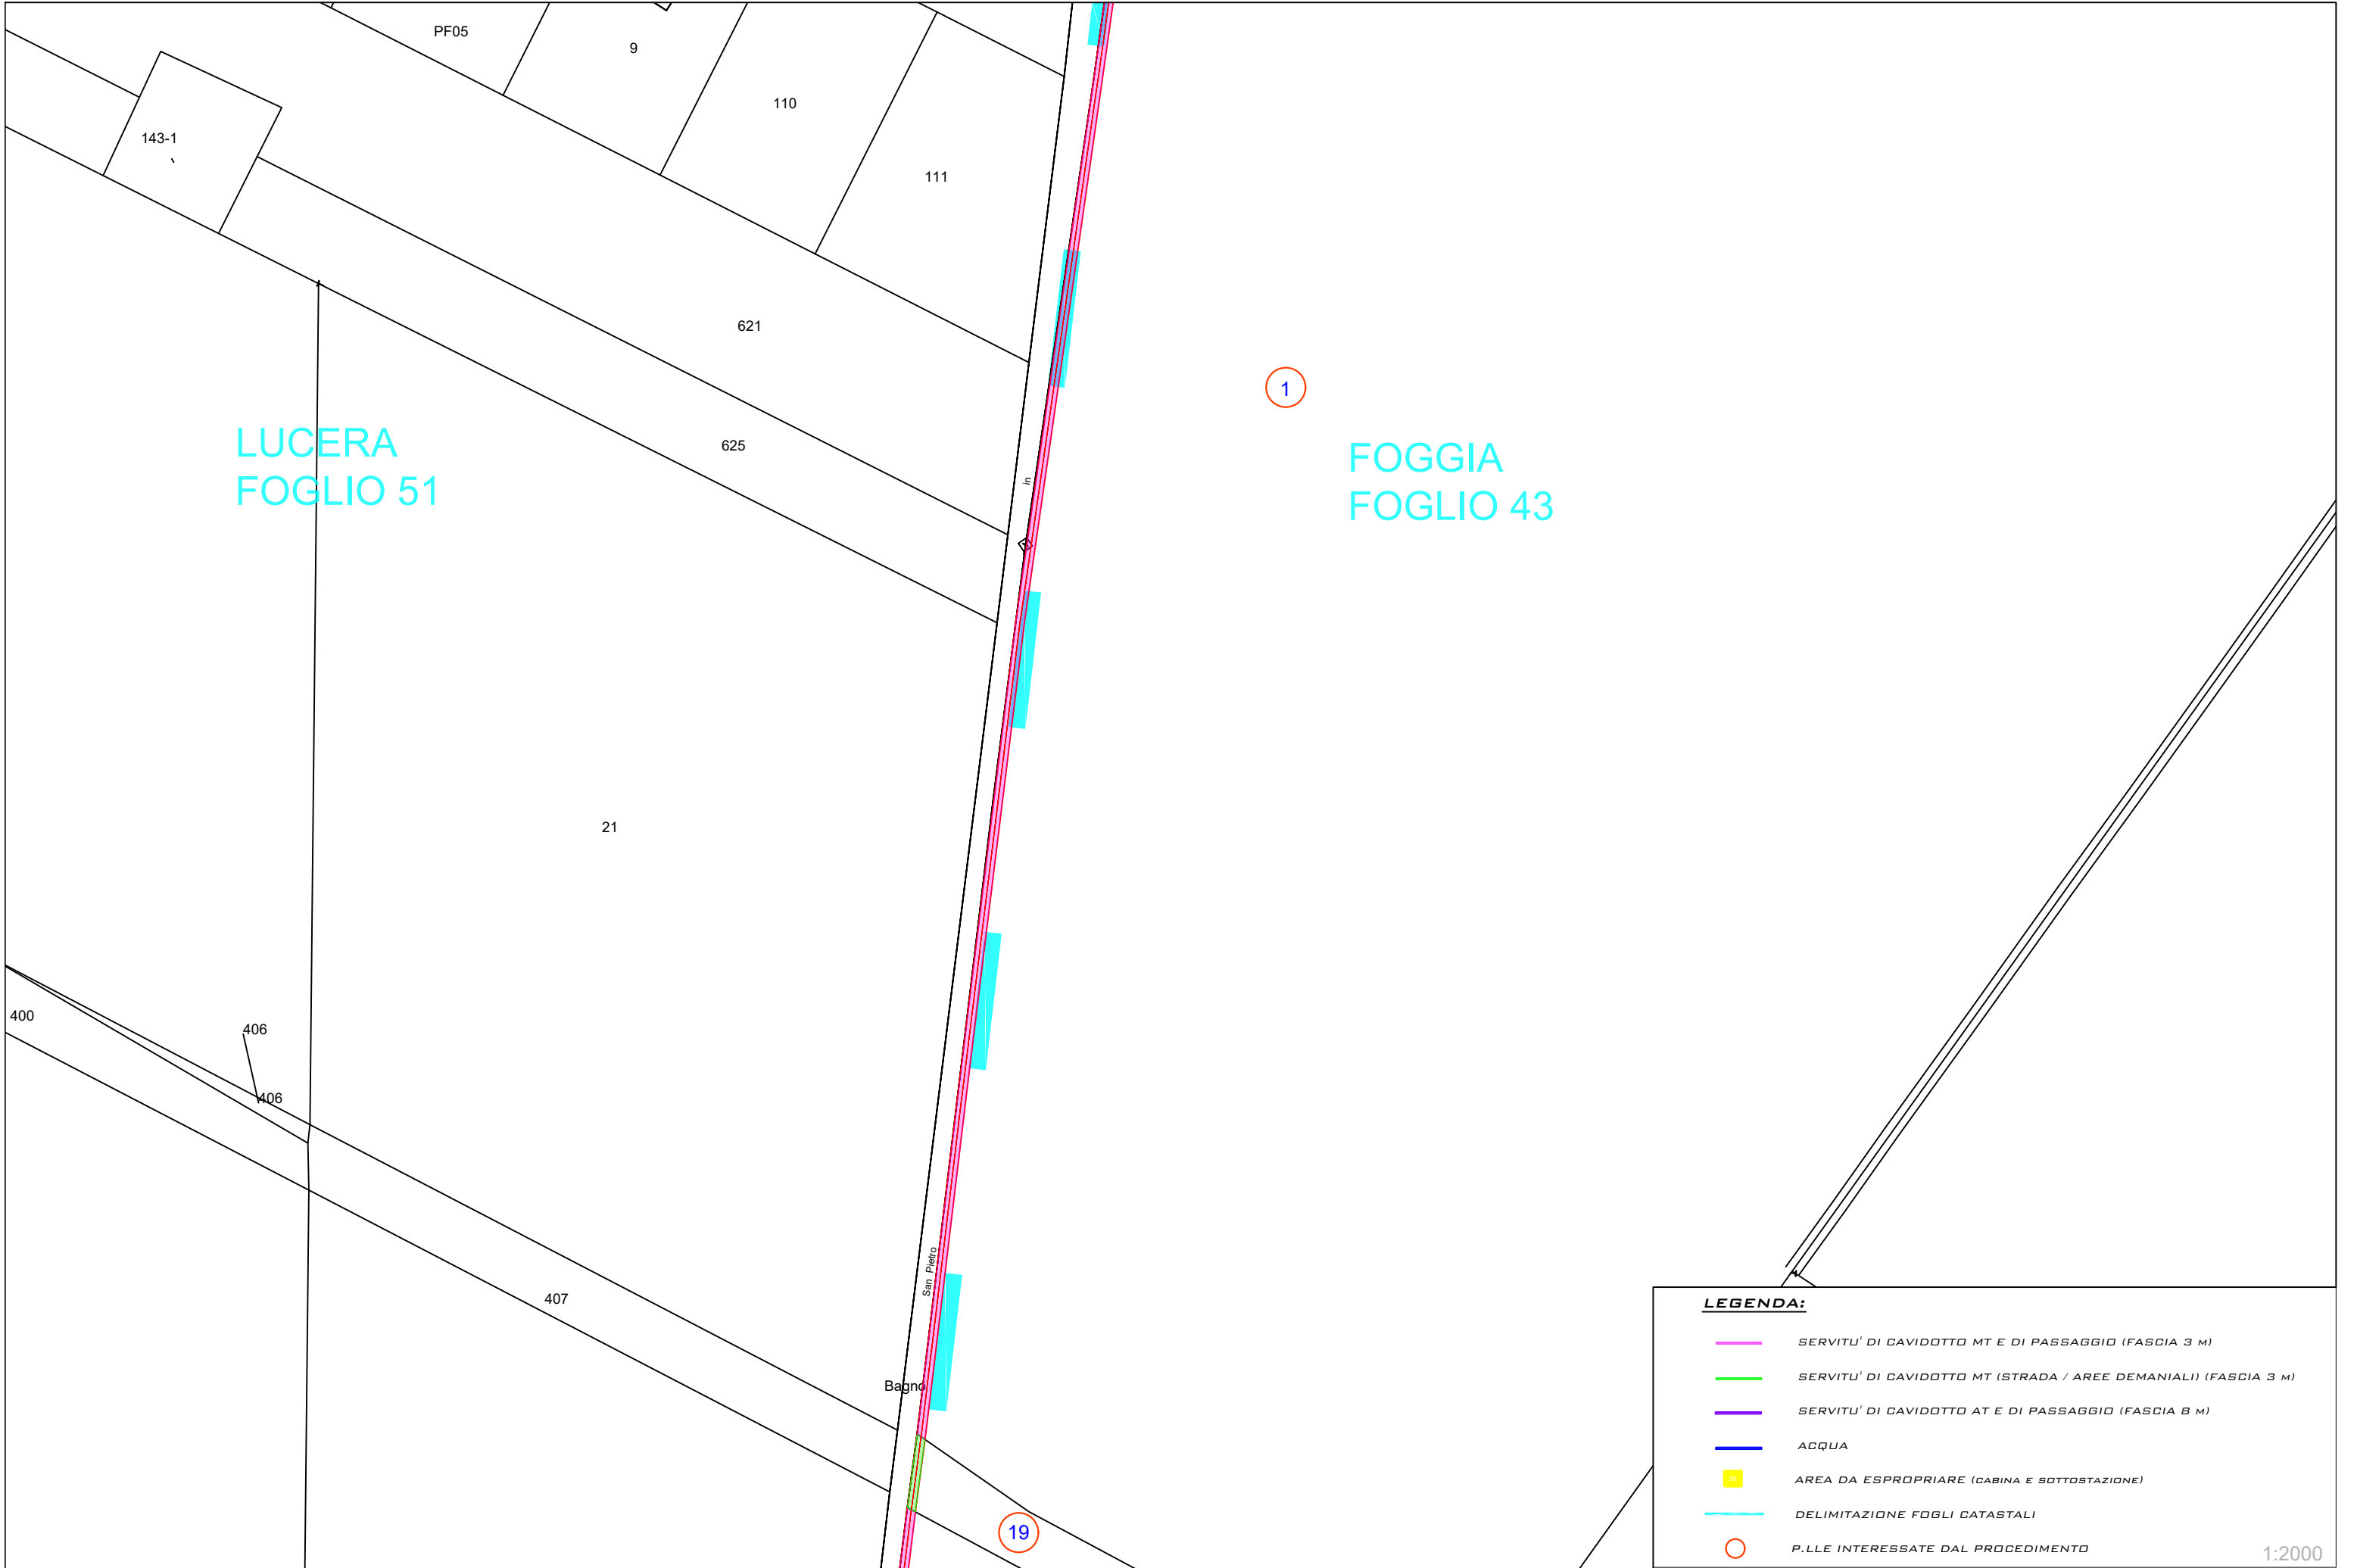 PF05
9
110
143-1
111
621
1
LUCERA
FOGLIO 51
625
FOGGIA
FOGLIO 43
in
21
400
406
406
San Pietro
407
Bagno
19
LEGENDA:
SERVITU' DI CAVIDOTTO MT E DI PASSAGGIO (FASCIA 3 M)
SERVITU' DI CAVIDOTTO MT (STRADA / AREE DEMANIALI) (FASCIA 3 M)
SERVITU' DI CAVIDOTTO AT E DI PASSAGGIO (FASCIA 8 M)
ACQUA
AREA DA ESPROPRIARE (CABINA E SOTTOSTAZIONE)
DELIMITAZIONE FOGLI CATASTALI
P.LLE INTERESSATE DAL PROCEDIMENTO
1:2000